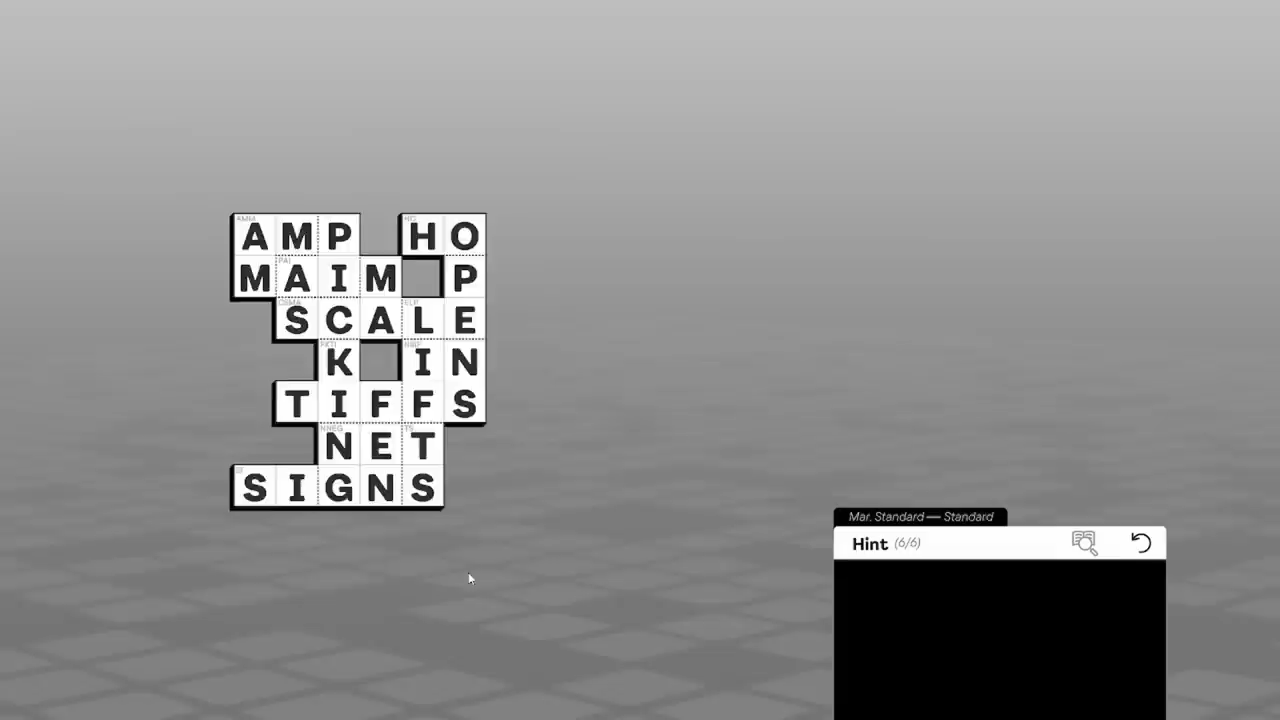 AMP HO
MAIM P
SCALE
K IN
TIFFS
NET
SIGNS
Mar. Standard — Standard
Hint (6/6)